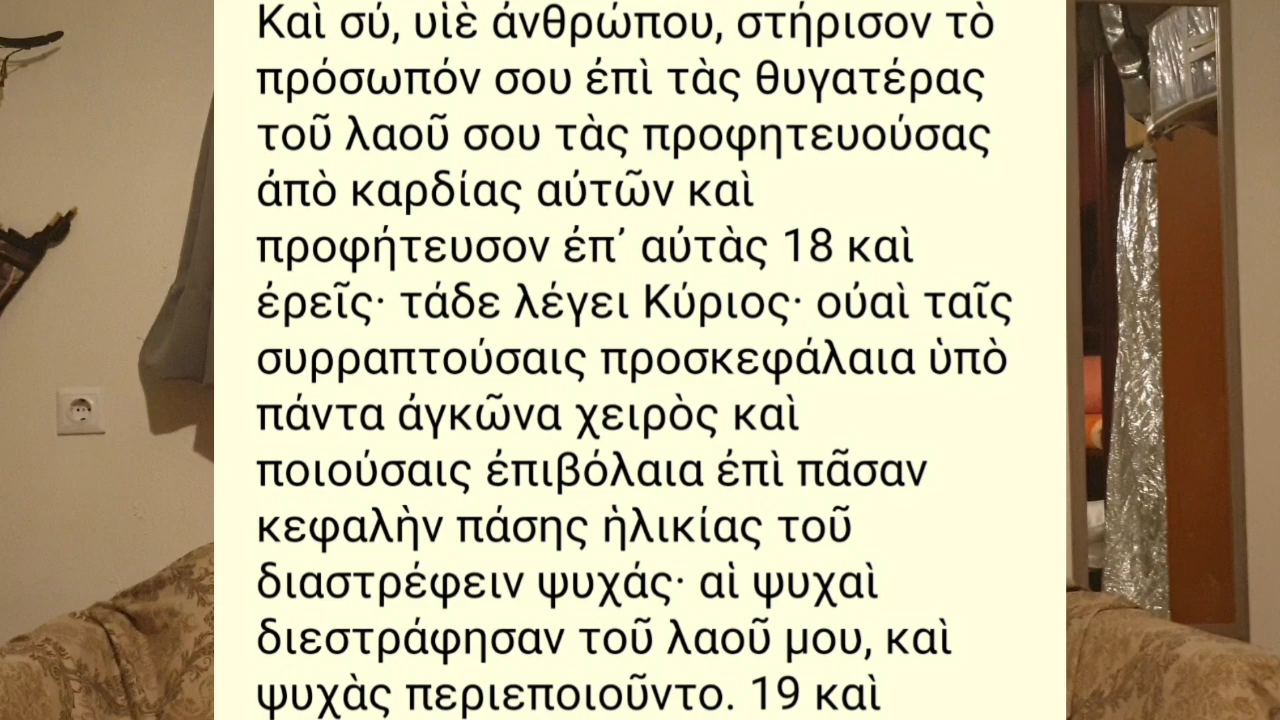 Καὶ σύ, υἱὲ ἀνθρώπου, στήρισον τὸ
πρόσωπόν σου ἐπὶ τὰς θυγατέρας
τοῦ λαοῦ σου τὰς προφητευούσας
ἀπὸ καρδίας αὐτῶν καὶ
προφήτευσον ἐπ᾿ αὐτὰς 18 καὶ
ἐρεῖς· τάδε λέγει Κύριος· οὐαὶ ταῖς
συρραπτούσαις προσκεφάλαια ὑπὸ
πάντα ἀγκῶνα χειρὸς καὶ
ποιούσαις ἐπιβόλαια ἐπὶ πᾶσαν
κεφαλὴν πάσης ἡλικίας τοῦ
διαστρέφειν ψυχάς· αἱ ψυχαὶ
διεστράφησαν τοῦ λαοῦ μου, καὶ
ψυχὰς περιεποιοῦντο. 19 καὶ